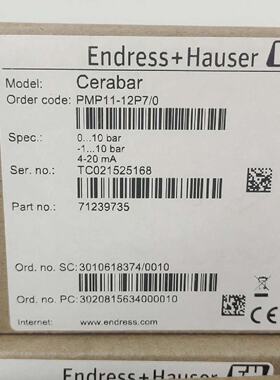 Endress+Hauser EH
Model: Cerabar
Order code: PMP11-12P7/0
Spec.: 0...10 bar
-1...10 bar
4-20 mA
Ser. no.: TC021525168
Part no.: 71239735
Ord. no. SC:3010618374/0010
Ord. no. PC:3020815634000010
Internet: www.endress.com
Endress+Hauser EH